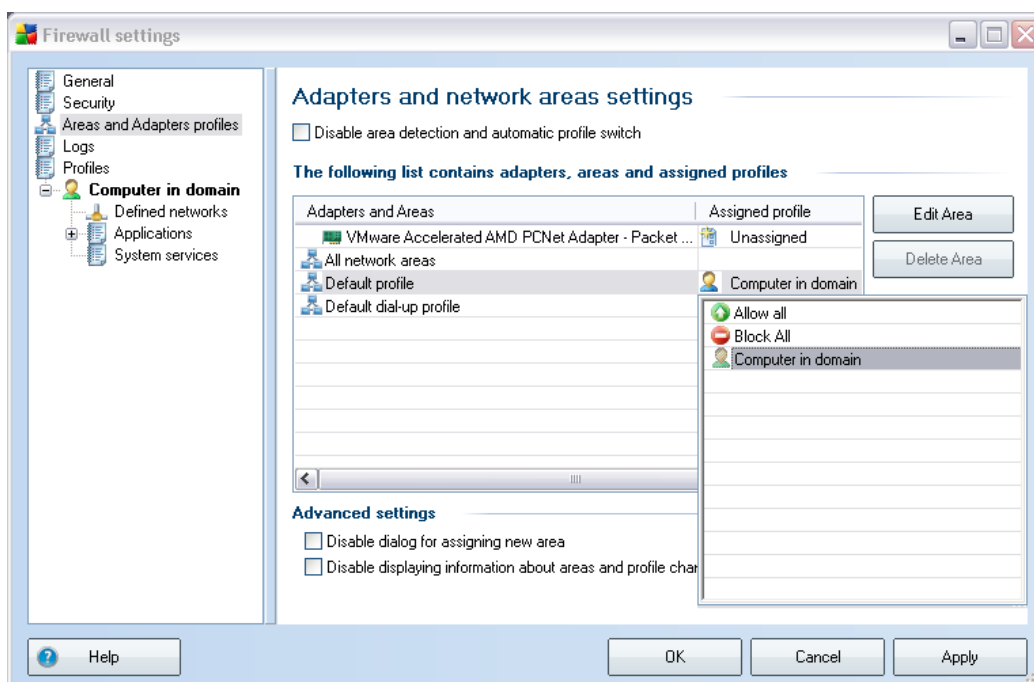 Firewall settings
General
Security
Areas and Adapters profiles
Logs
Profiles
Computer in domain
Defined networks
Applications
System services
Adapters and network areas settings
Disable area detection and automatic profile switch
The following list contains adapters, areas and assigned profiles
Adapters and Areas Assigned profile
VMware Accelerated AMD PCNet Adapter - Packet ... Unassigned
All network areas
Default profile Computer in domain
Default dial-up profile
Allow all
Block All
Computer in domain
Edit Area
Delete Area
Advanced settings
Disable dialog for assigning new area
Disable displaying information about areas and profile
Help
OK
Cancel
Apply